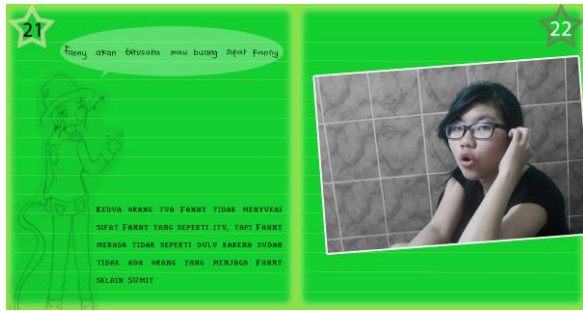 21
Fanny akan berusaha mau buang sifat Fanny
KEDUA ORANG TUA FANNY TIDAK MENYUKAI
SIFAT FANNY YANG SEPERTI ITU, TAPI FANNY
MERASA TIDAK SEPERTI DULU KARENA SUDAH
TIDAK ADA ORANG YANG MENJAGA FANNY
SELAIN SUMIT
22